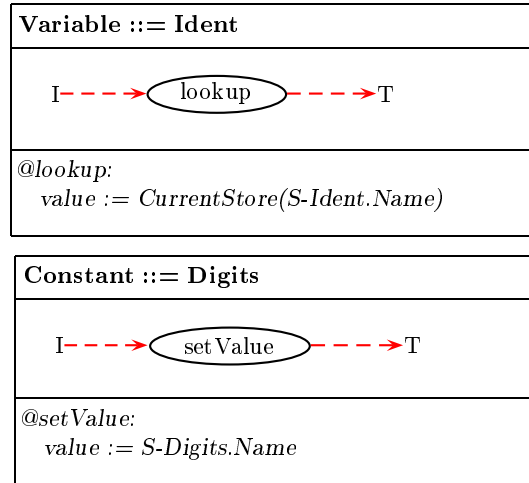 Variable ::= Ident
I lookup T
@lookup:
value := CurrentStore(S-Ident.Name)
Constant ::= Digits
I setValue T
@setValue:
value := S-Digits.Name